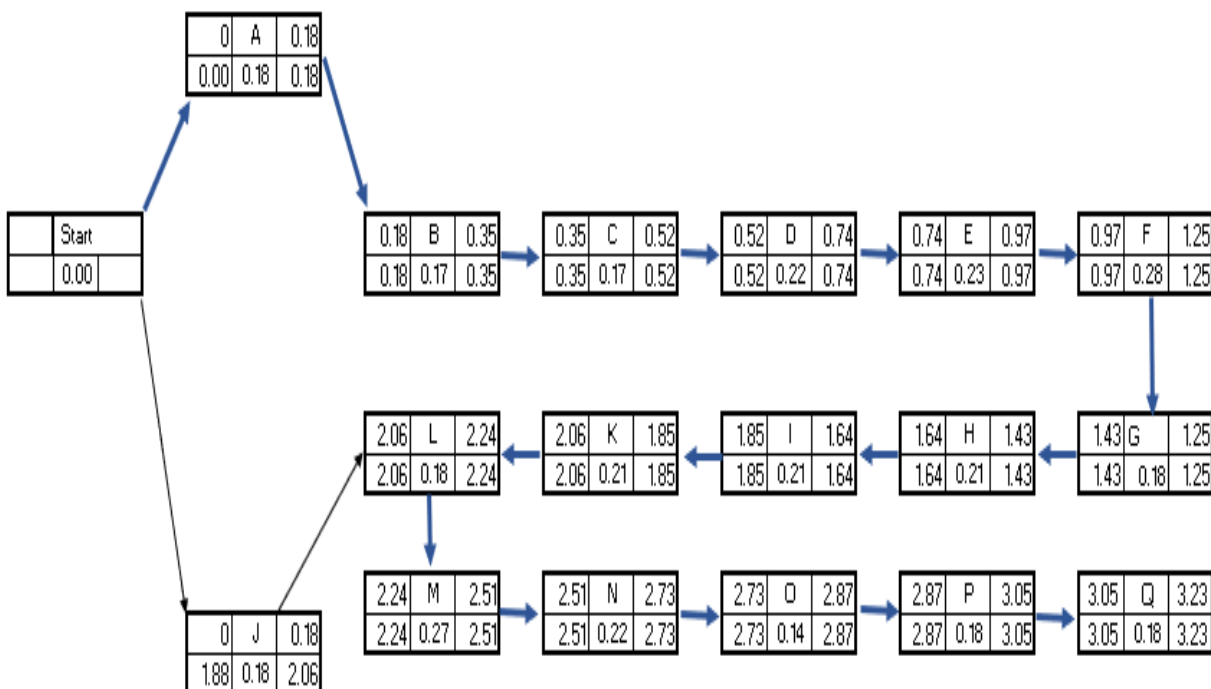 0 A 0.18
0.00 0.18 0.18
Start
0.00
0.18 B 0.35
0.18 0.17 0.35
0.35 C 0.52
0.35 0.17 0.52
0.52 D 0.74
0.52 0.22 0.74
0.74 E 0.97
0.74 0.23 0.97
0.97 F 1.25
0.97 0.28 1.25
2.06 L 2.24
2.06 0.18 2.24
2.06 K 1.85
2.06 0.21 1.85
1.85 I 1.64
1.85 0.21 1.64
1.64 H 1.43
1.64 0.21 1.43
1.43 G 1.25
1.43 0.18 1.25
2.24 M 2.51
2.24 0.27 2.51
2.51 N 2.73
2.51 0.22 2.73
2.73 O 2.87
2.73 0.14 2.87
2.87 P 3.05
2.87 0.18 3.05
3.05 Q 3.23
3.05 0.18 3.23
0 J 0.18
1.88 0.18 2.06